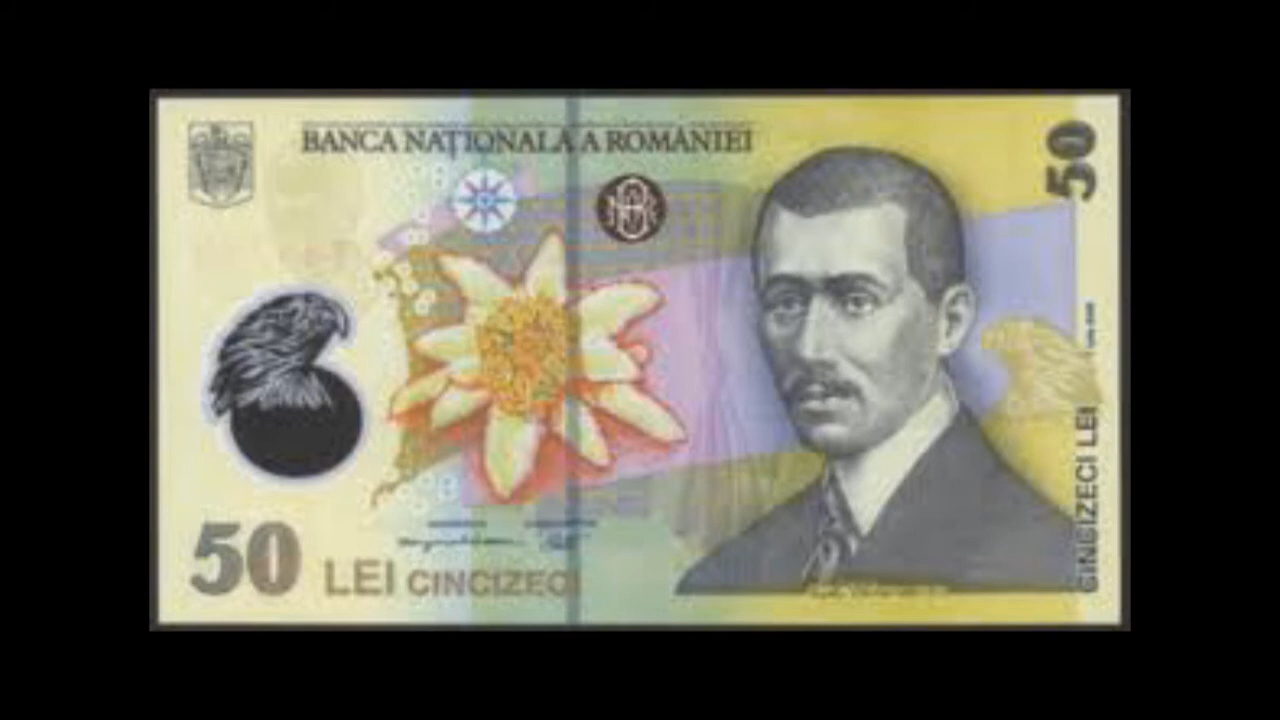 BANCA NAȚIONALĂ A ROMÂNIEI
50
50
LEI CINCIZECI
CINCIZECI LEI